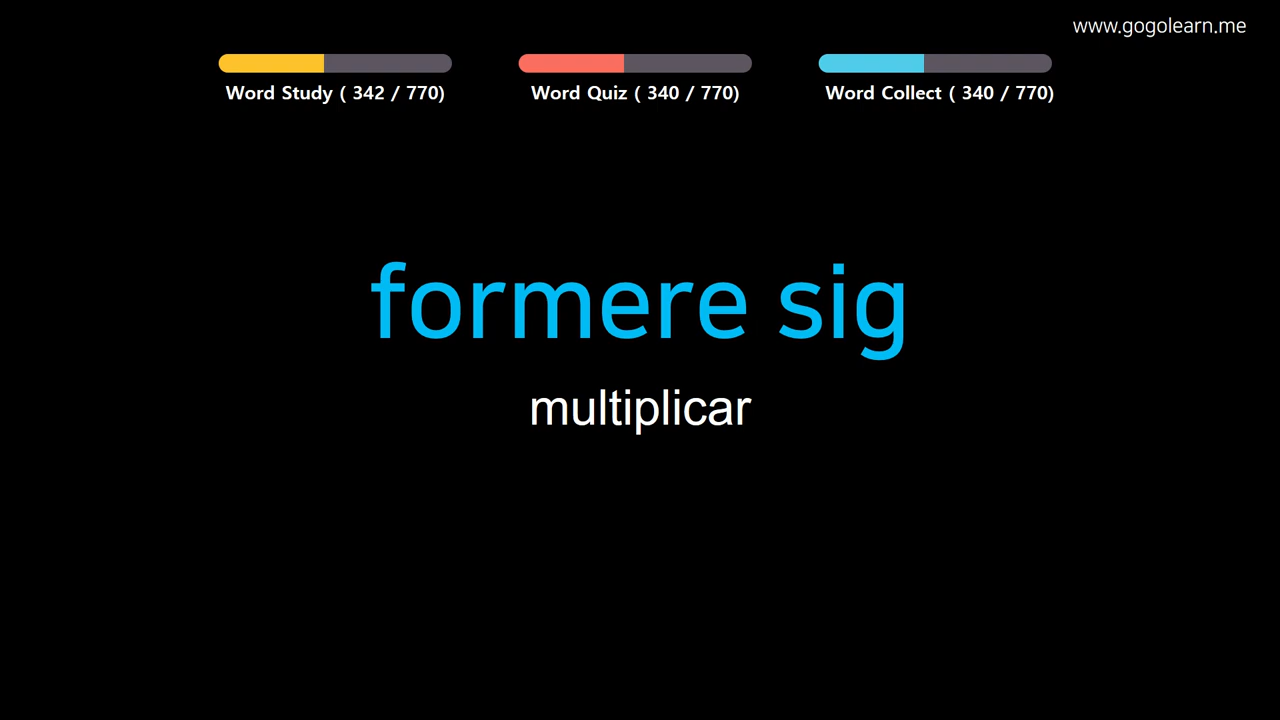 www.gogolearn.me
Word Study ( 342 / 770)
Word Quiz ( 340 / 770)
Word Collect ( 340 / 770)
formere sig
multiplicar